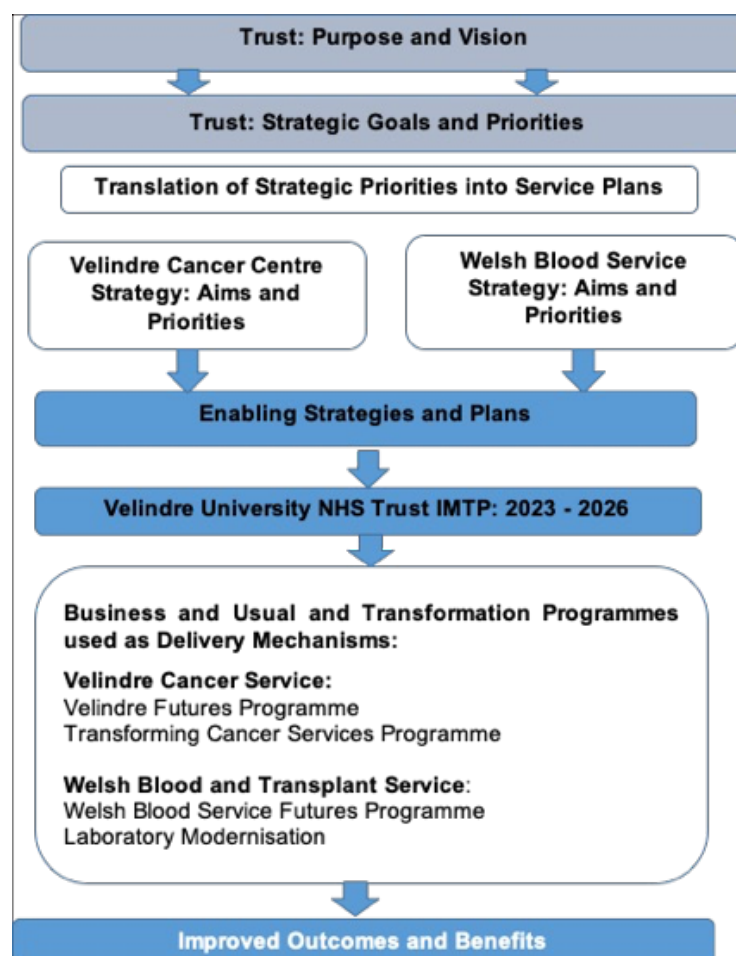 Trust: Purpose and Vision
Trust: Strategic Goals and Priorities
Translation of Strategic Priorities into Service Plans
Velindre Cancer Centre
Strategy: Aims and
Priorities
Welsh Blood Service
Strategy: Aims and
Priorities
Enabling Strategies and Plans
Velindre University NHS Trust IMTP: 2023 - 2026
Business and Usual and Transformation Programmes
used as Delivery Mechanisms:
Velindre Cancer Service:
Velindre Futures Programme
Transforming Cancer Services Programme
Welsh Blood and Transplant Service:
Welsh Blood Service Futures Programme
Laboratory Modernisation
Improved Outcomes and Benefits